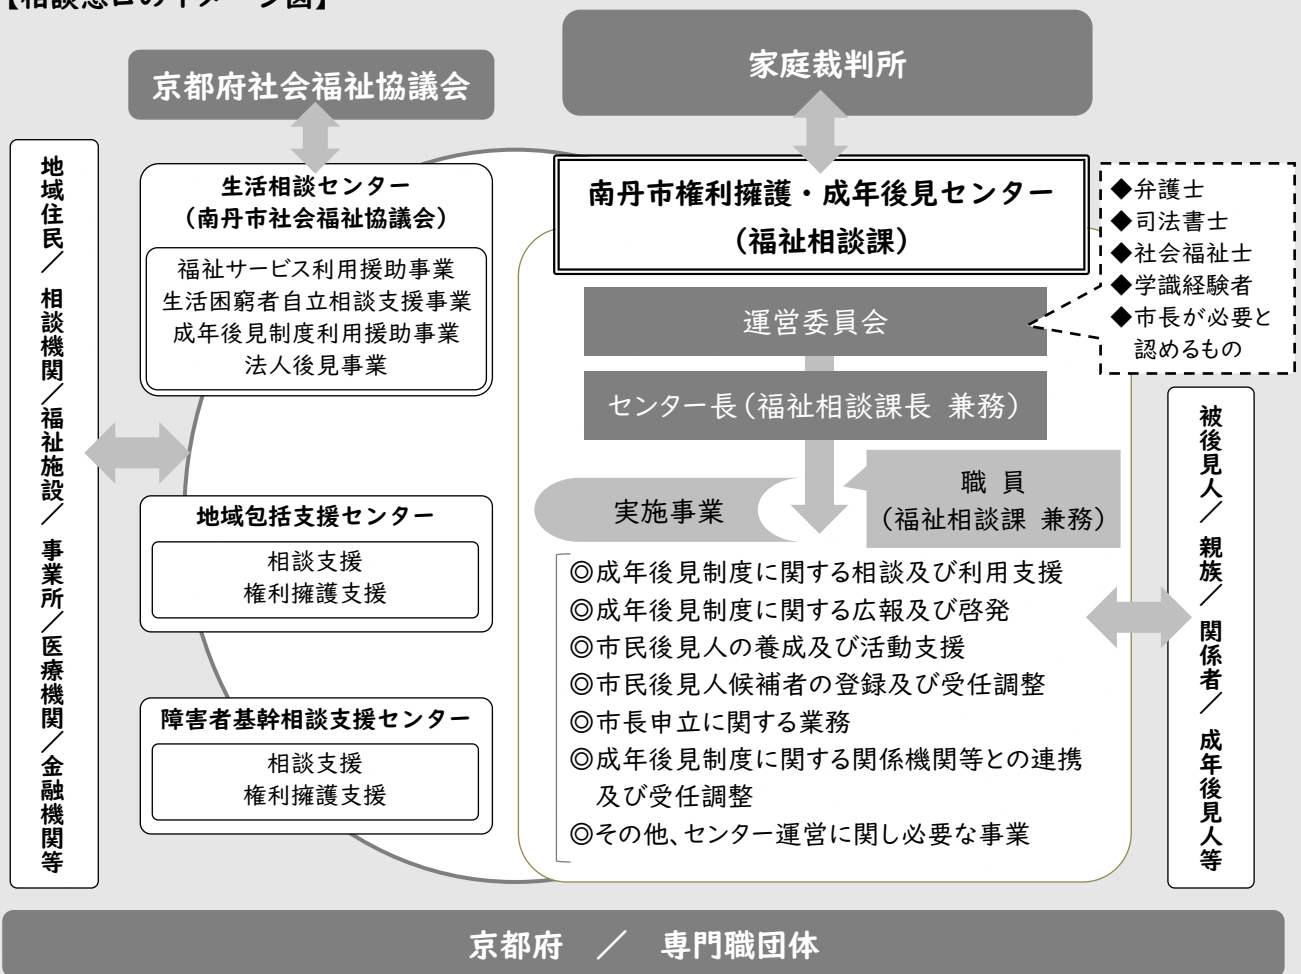 【相談窓口のイメージ図】
京都府社会福祉協議会
家庭裁判所
地域住民／相談機関／福祉施設／事業所／医療機関／金融機関等
生活相談センター
（南丹市社会福祉協議会）
福祉サービス利用援助事業
生活困窮者自立相談支援事業
成年後見制度利用援助事業
法人後見事業
地域包括支援センター
相談支援
権利擁護支援
障害者基幹相談支援センター
相談支援
権利擁護支援
南丹市権利擁護・成年後見センター
（福祉相談課）
運営委員会
◆弁護士
◆司法書士
◆社会福祉士
◆学識経験者
◆市長が必要と
認めるもの
センター長（福祉相談課長 兼務）
職 員
（福祉相談課 兼務）
実施事業
◎成年後見制度に関する相談及び利用支援
◎成年後見制度に関する広報及び啓発
◎市民後見人の養成及び活動支援
◎市民後見人候補者の登録及び受任調整
◎市長申立に関する業務
◎成年後見制度に関する関係機関等との連携
及び受任調整
◎その他、センター運営に関し必要な事業
被後見人／親族／関係者／成年後見人等
京都府 ／ 専門職団体